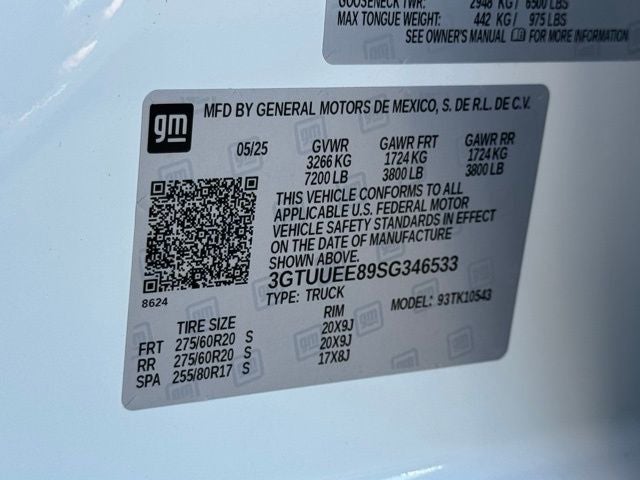 GOOSENECK TWR: 2948 KG / 6500 LBS
MAX TONGUE WEIGHT: 442 KG / 975 LBS
SEE OWNER'S MANUAL FOR MORE INFORMATION
gm
MFD BY GENERAL MOTORS DE MEXICO, S. DE R.L. DE C.V.
05/25 GVWR GAWR FRT GAWR RR
3266 KG 1724 KG 1724 KG
7200 LB 3800 LB 3800 LB
THIS VEHICLE CONFORMS TO ALL
APPLICABLE U.S. FEDERAL MOTOR
VEHICLE SAFETY STANDARDS IN EFFECT
ON THE DATE OF MANUFACTURE
SHOWN ABOVE.
3GTUUEE89SG346533
8624
TYPE: TRUCK MODEL: 93TK10543
TIRE SIZE RIM
FRT 275/60R20 S 20X9J
RR 275/60R20 S 20X9J
SPA 255/80R17 S 17X8J